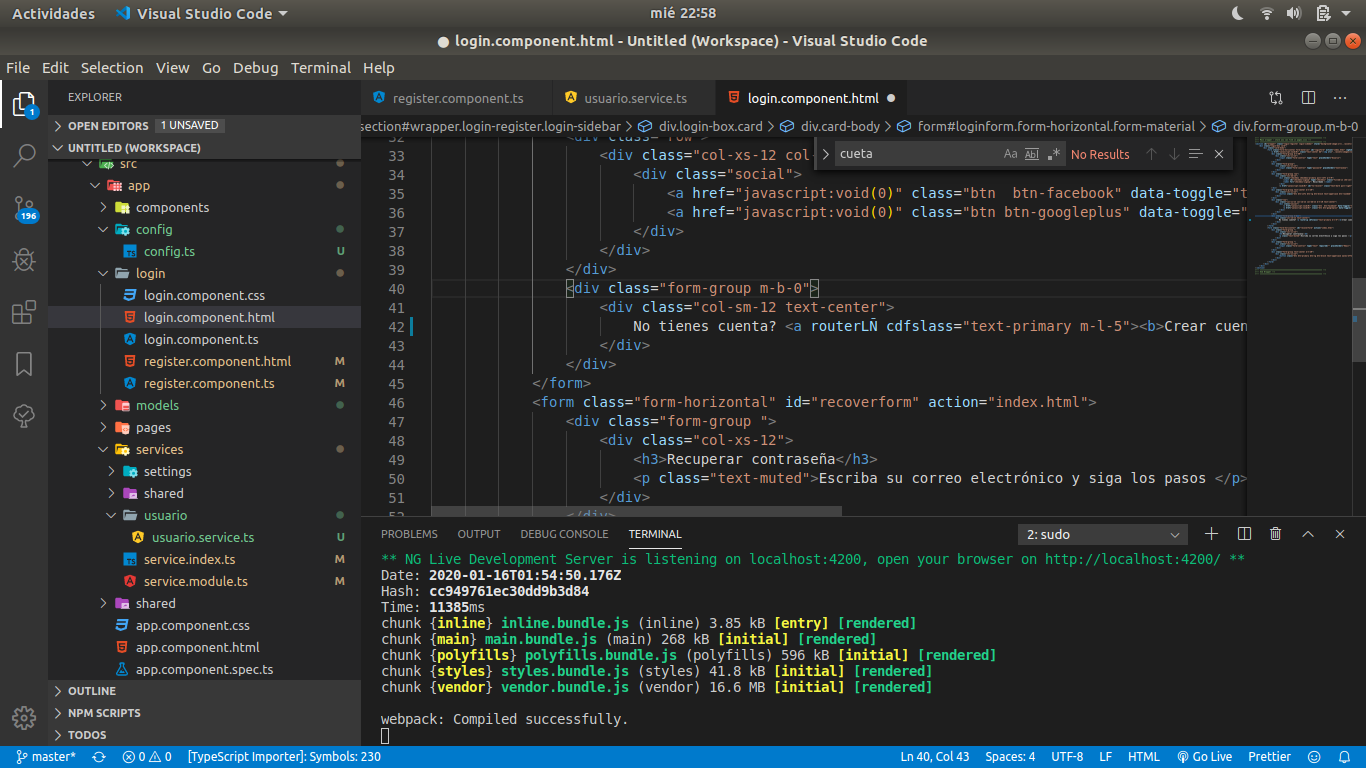 Actividades Visual Studio Code mié 22:58
● login.component.html - Untitled (Workspace) - Visual Studio Code
File Edit Selection View Go Debug Terminal Help
EXPLORER
OPEN EDITORS 1 UNSAVED
UNTITLED (WORKSPACE)
src
app
components
config
config.ts U
login
login.component.css
login.component.html
login.component.ts
register.component.html M
register.component.ts M
models
pages
services
settings
shared
usuario
usuario.service.ts U
service.index.ts M
service.module.ts M
shared
app.component.css
app.component.html
app.component.spec.ts
OUTLINE
NPM SCRIPTS
TODOS
1
196
register.component.ts usuario.service.ts login.component.html ●
section#wrapper.login-register.login-sidebar > div.login-box.card > div.card-body > form#loginform.form-horizontal.form-material > div.form-group.m-b-0
cueta Aa Abl .* No Results
32 <div class="row">
33 <div class="col-xs-12 col-
34 <div class="social">
35 <a href="javascript:void(0)" class="btn  btn-facebook" data-toggle="t
36 <a href="javascript:void(0)" class="btn btn-googleplus" data-toggle="
37 </div>
38 </div>
39 </div>
40 <div class="form-group m-b-0">
41 <div class="col-sm-12 text-center">
42 No tienes cuenta? <a routerLÑ cdfslass="text-primary m-l-5"><b>Crear cuen
43 </div>
44 </div>
45 </form>
46 <form class="form-horizontal" id="recoverform" action="index.html">
47 <div class="form-group ">
48 <div class="col-xs-12">
49 <h3>Recuperar contraseña</h3>
50 <p class="text-muted">Escriba su correo electrónico y siga los pasos </p>
51 </div>
52 </div>
PROBLEMS OUTPUT DEBUG CONSOLE TERMINAL 2: sudo
** NG Live Development Server is listening on localhost:4200, open your browser on http://localhost:4200/ **
Date: 2020-01-16T01:54:50.176Z
Hash: cc949761ec30dd9b3d84
Time: 11385ms
chunk {inline} inline.bundle.js (inline) 3.85 kB [entry] [rendered]
chunk {main} main.bundle.js (main) 268 kB [initial] [rendered]
chunk {polyfills} polyfills.bundle.js (polyfills) 596 kB [initial] [rendered]
chunk {styles} styles.bundle.js (styles) 41.8 kB [initial] [rendered]
chunk {vendor} vendor.bundle.js (vendor) 16.6 MB [initial] [rendered]
webpack: Compiled successfully.
master* 0 0 [TypeScript Importer]: Symbols: 230 Ln 40, Col 43 Spaces: 4 UTF-8 LF HTML Go Live Prettier